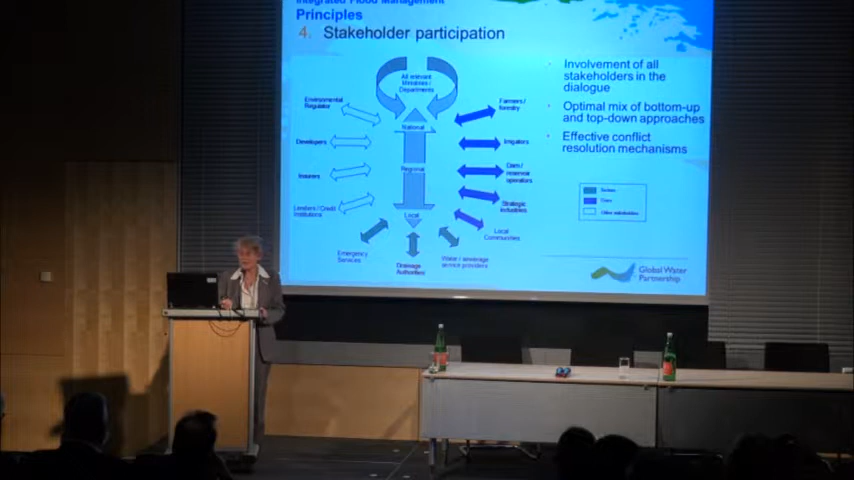 Integrated Flood Management
Principles
4. Stakeholder participation
All relevant
Ministries /
Departments
Environmental
Regulator
Developers
Insurers
Lenders / Credit
Institutions
Emergency
Services
Drainage
Authorities
Water / sewerage
service providers
National
Regional
Local
Farmers /
forestry
Irrigators
Dam /
reservoir
operators
Strategic
industries
Local
Communities
Involvement of all
stakeholders in the
dialogue
Optimal mix of bottom-up
and top-down approaches
Effective conflict
resolution mechanisms
Users
Other stakeholders
Global Water
Partnership